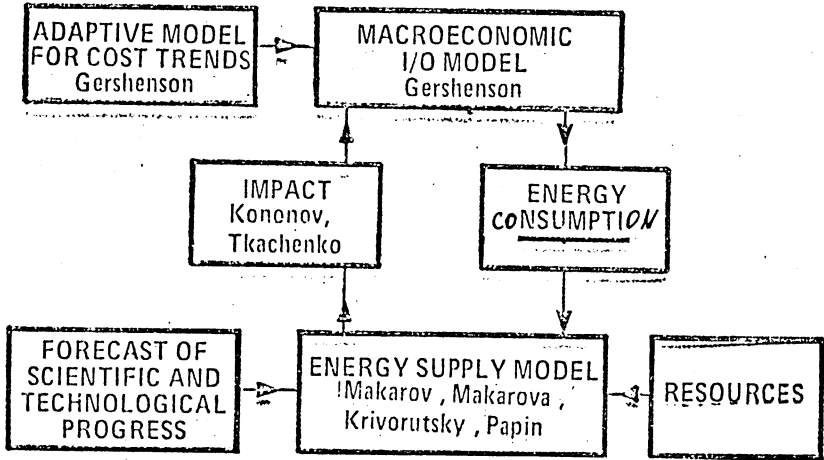 ADAPTIVE MODEL
FOR COST TRENDS
Gershenson
MACROECONOMIC
I/O MODEL
Gershenson
IMPACT
Kononov,
Tkachenko
ENERGY
CONSUMPTION
FORECAST OF
SCIENTIFIC AND
TECHNOLOGICAL
PROGRESS
ENERGY SUPPLY MODEL
!Makarov, Makarova,
Krivorutsky, Papin
RESOURCES